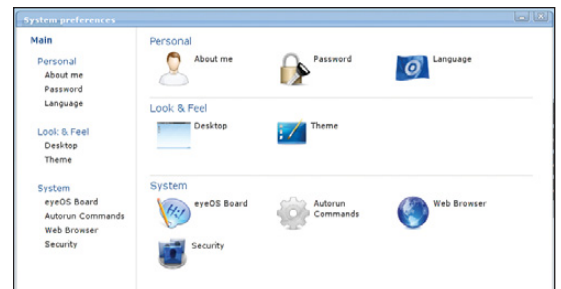 System preferences
Main
Personal
About me
Password
Language
Look & Feel
Desktop
Theme
System
eyeOS Board
Autorun Commands
Web Browser
Security
Personal
About me
Password
Language
Look & Feel
Desktop
Theme
System
eyeOS Board
Hi!
Autorun
Commands
Web Browser
Security